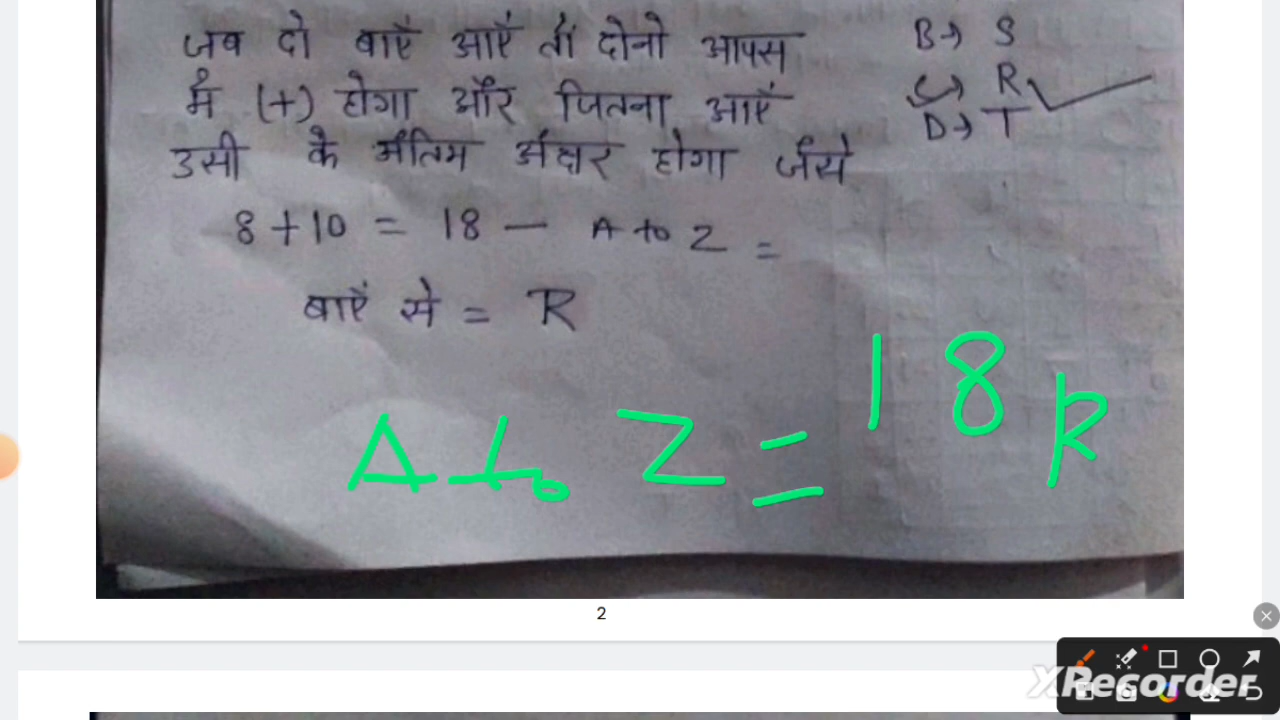 जब दो बाएँ आएँ तो दोनो आपस
B→ S
में (+) होगा और जितना आएँ
C→ R
D→ T
उसी के अंतिम अक्षर होगा जैसे
8+10 = 18 — A to Z =
बाएँ से = R
A to Z = 18 R
2
XRecorder